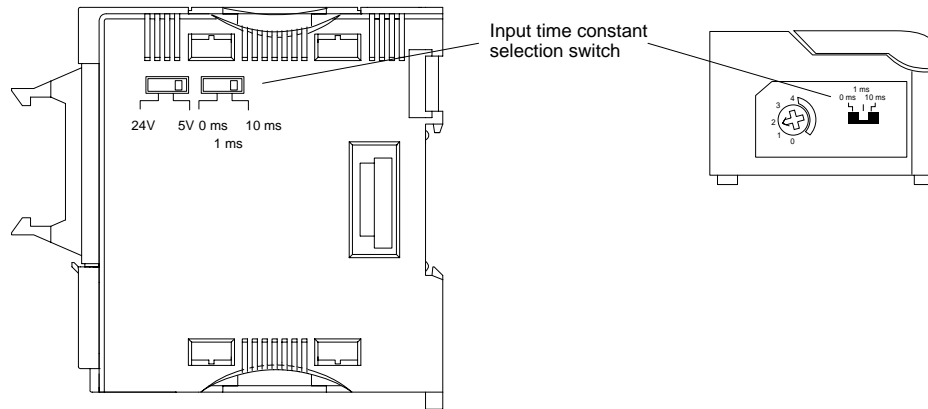 Input time constant
selection switch
24V 5V 0 ms 10 ms
1 ms
1 ms
0 ms 10 ms
4
3
2
1
0